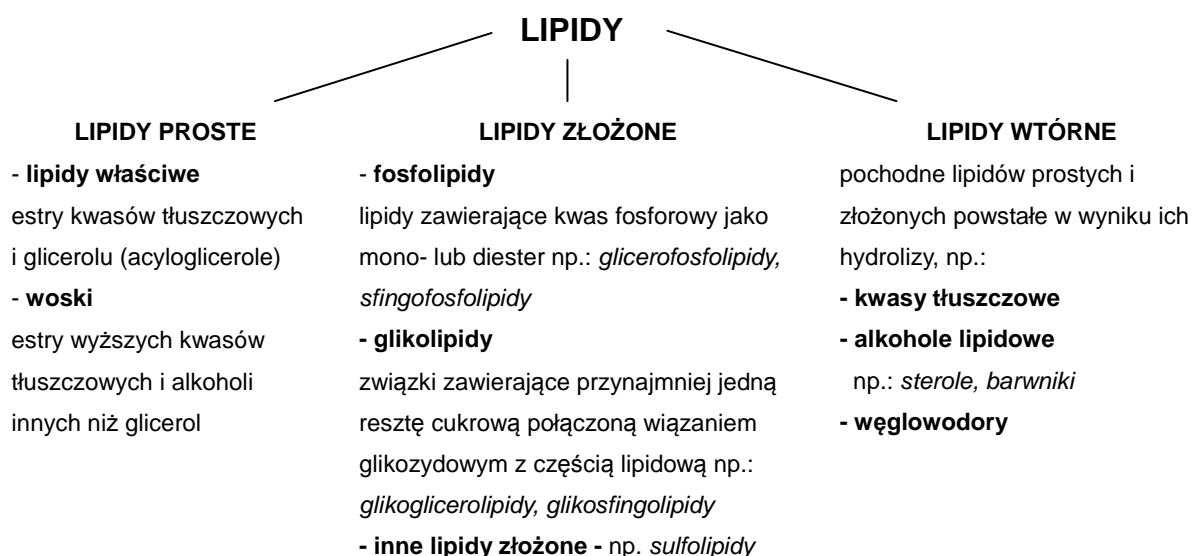 LIPIDY
LIPIDY PROSTE
- lipidy właściwe
estry kwasów tłuszczowych
i glicerolu (acyloglicerole)
- woski
estry wyższych kwasów
tłuszczowych i alkoholi
innych niż glicerol
LIPIDY ZŁOŻONE
- fosfolipidy
lipidy zawierające kwas fosforowy jako
mono- lub diester np.: glicerofosfolipidy,
sfingofosfolipidy
- glikolipidy
związki zawierające przynajmniej jedną
resztę cukrową połączoną wiązaniem
glikozydowym z częścią lipidową np.:
glikoglicerolipidy, glikosfingolipidy
- inne lipidy złożone - np. sulfolipidy
LIPIDY WTÓRNE
pochodne lipidów prostych i
złożonych powstałe w wyniku ich
hydrolizy, np.:
- kwasy tłuszczowe
- alkohole lipidowe
np.: sterole, barwniki
- węglowodory